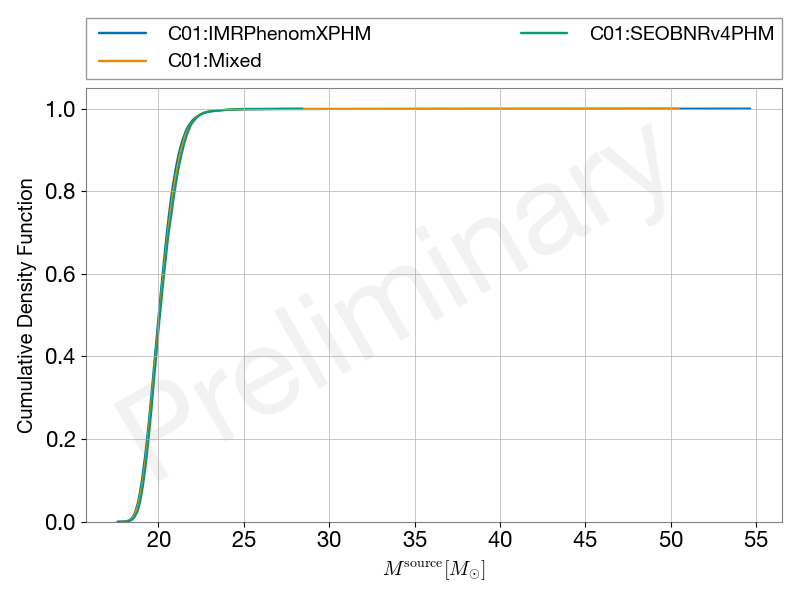 C01:IMRPhenomXPHM
C01:Mixed
C01:SEOBNRv4PHM
Cumulative Density Function
1.0
0.8
0.6
0.4
0.2
0.0
Preliminary
20 25 30 35 40 45 50 55
M^source [M_⊙]